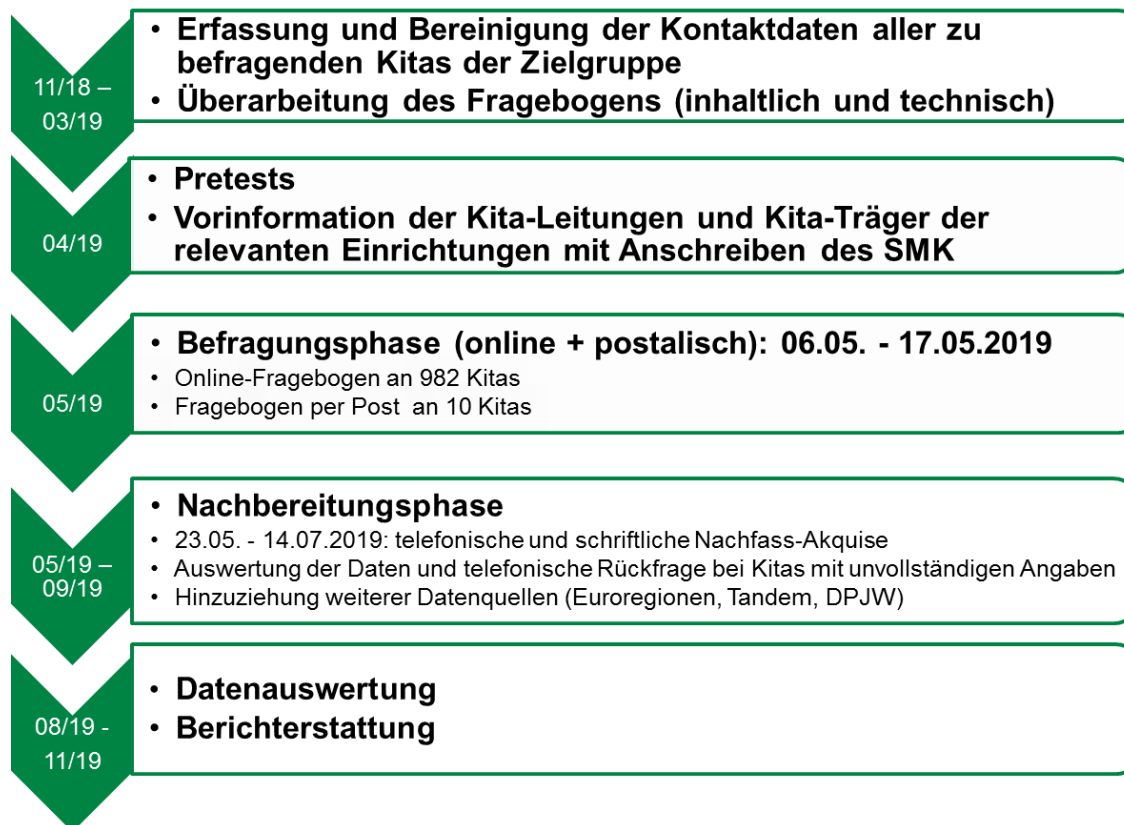 11/18 –
03/19
• Erfassung und Bereinigung der Kontaktdaten aller zu
befragenden Kitas der Zielgruppe
• Überarbeitung des Fragebogens (inhaltlich und technisch)
04/19
• Pretests
• Vorinformation der Kita-Leitungen und Kita-Träger der
relevanten Einrichtungen mit Anschreiben des SMK
05/19
• Befragungsphase (online + postalisch): 06.05. - 17.05.2019
• Online-Fragebogen an 982 Kitas
• Fragebogen per Post an 10 Kitas
05/19 –
09/19
• Nachbereitungsphase
• 23.05. - 14.07.2019: telefonische und schriftliche Nachfass-Akquise
• Auswertung der Daten und telefonische Rückfrage bei Kitas mit unvollständigen Angaben
• Hinzuziehung weiterer Datenquellen (Euroregionen, Tandem, DPJW)
08/19 -
11/19
• Datenauswertung
• Berichterstattung